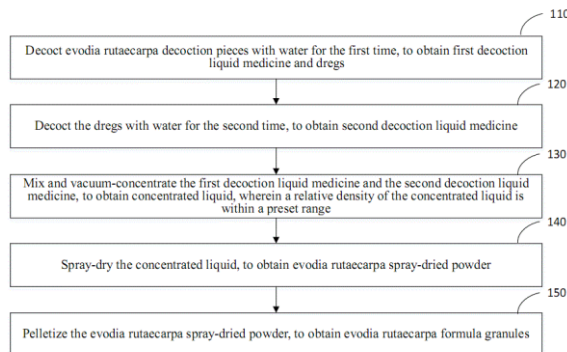 110
Decoct evodia rutaecarpa decoction pieces with water for the first time, to obtain first decoction
liquid medicine and dregs
120
Decoct the dregs with water for the second time, to obtain second decoction liquid medicine
130
Mix and vacuum-concentrate the first decoction liquid medicine and the second decoction liquid
medicine, to obtain concentrated liquid, wherein a relative density of the concentrated liquid is
within a preset range
140
Spray-dry the concentrated liquid, to obtain evodia rutaecarpa spray-dried powder
150
Pelletize the evodia rutaecarpa spray-dried powder, to obtain evodia rutaecarpa formula granules